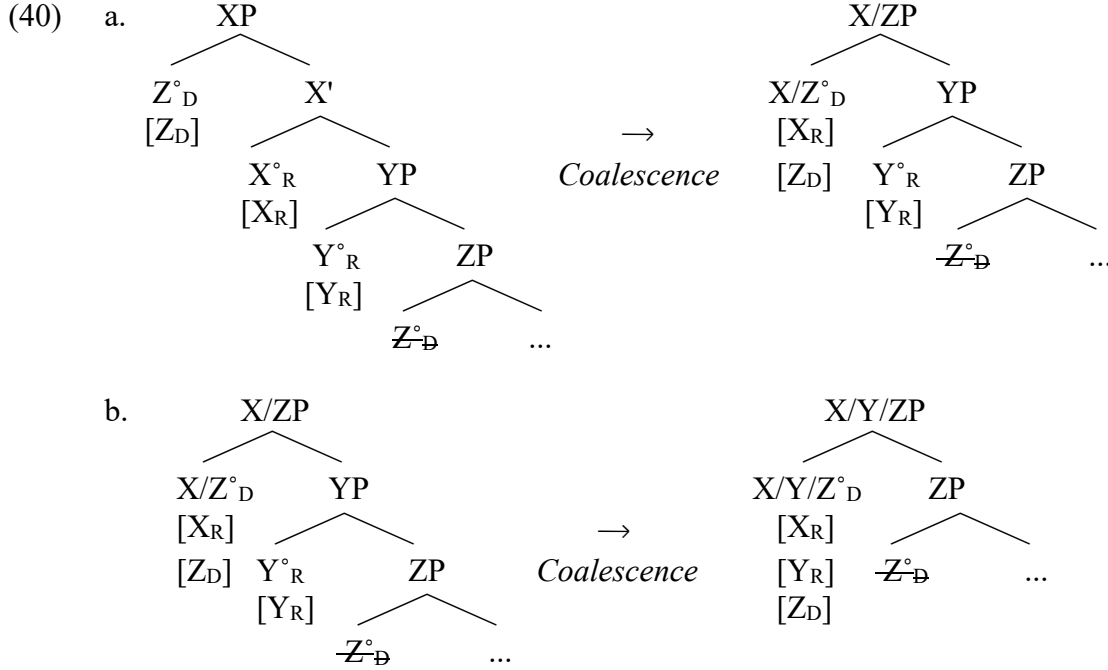 (40) a. XP X/ZP
Z°D X' X/Z°D YP
[ZD] → [XR]
X°R YP Coalescence [ZD] Y°R ZP
[XR] [YR]
Y°R ZP Z°D ...
[YR]
Z°D ...
b. X/ZP X/Y/ZP
X/Z°D YP X/Y/Z°D ZP
[XR] → [XR]
[ZD] Y°R ZP Coalescence [YR] Z°D ...
[YR] [ZD]
Z°D ...